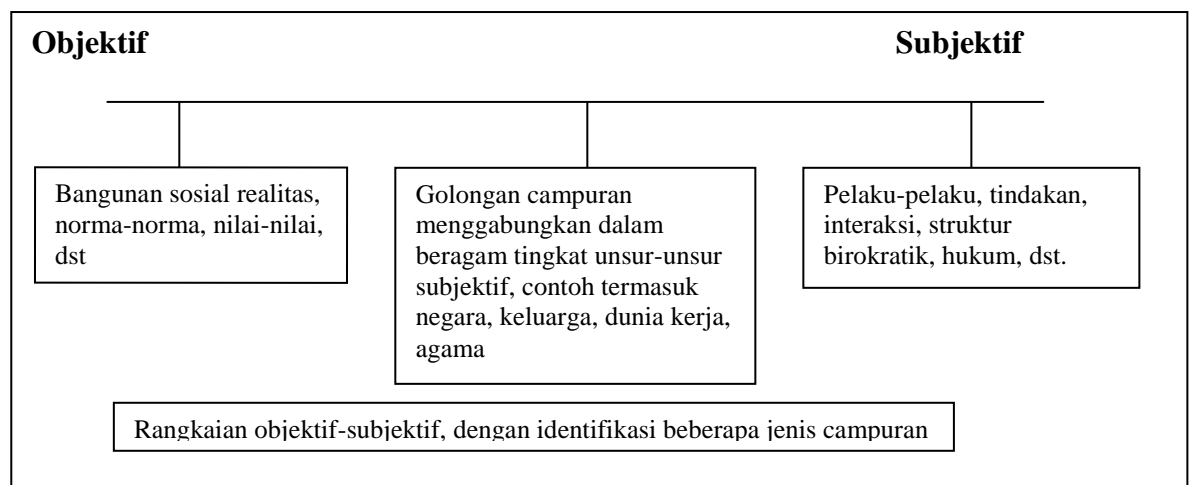 Objektif
Subjektif
Bangunan sosial realitas,
norma-norma, nilai-nilai,
dst
Golongan campuran
menggabungkan dalam
beragam tingkat unsur-unsur
subjektif, contoh termasuk
negara, keluarga, dunia kerja,
agama
Pelaku-pelaku, tindakan,
interaksi, struktur
birokratik, hukum, dst.
Rangkaian objektif-subjektif, dengan identifikasi beberapa jenis campuran